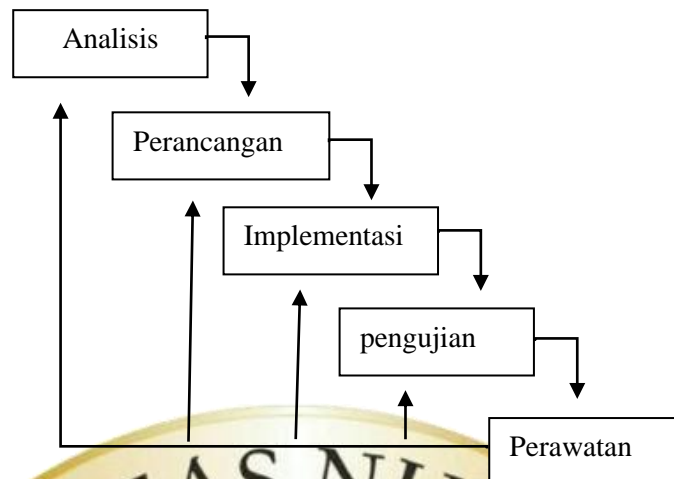 Analisis
Perancangan
Implementasi
pengujian
Perawatan